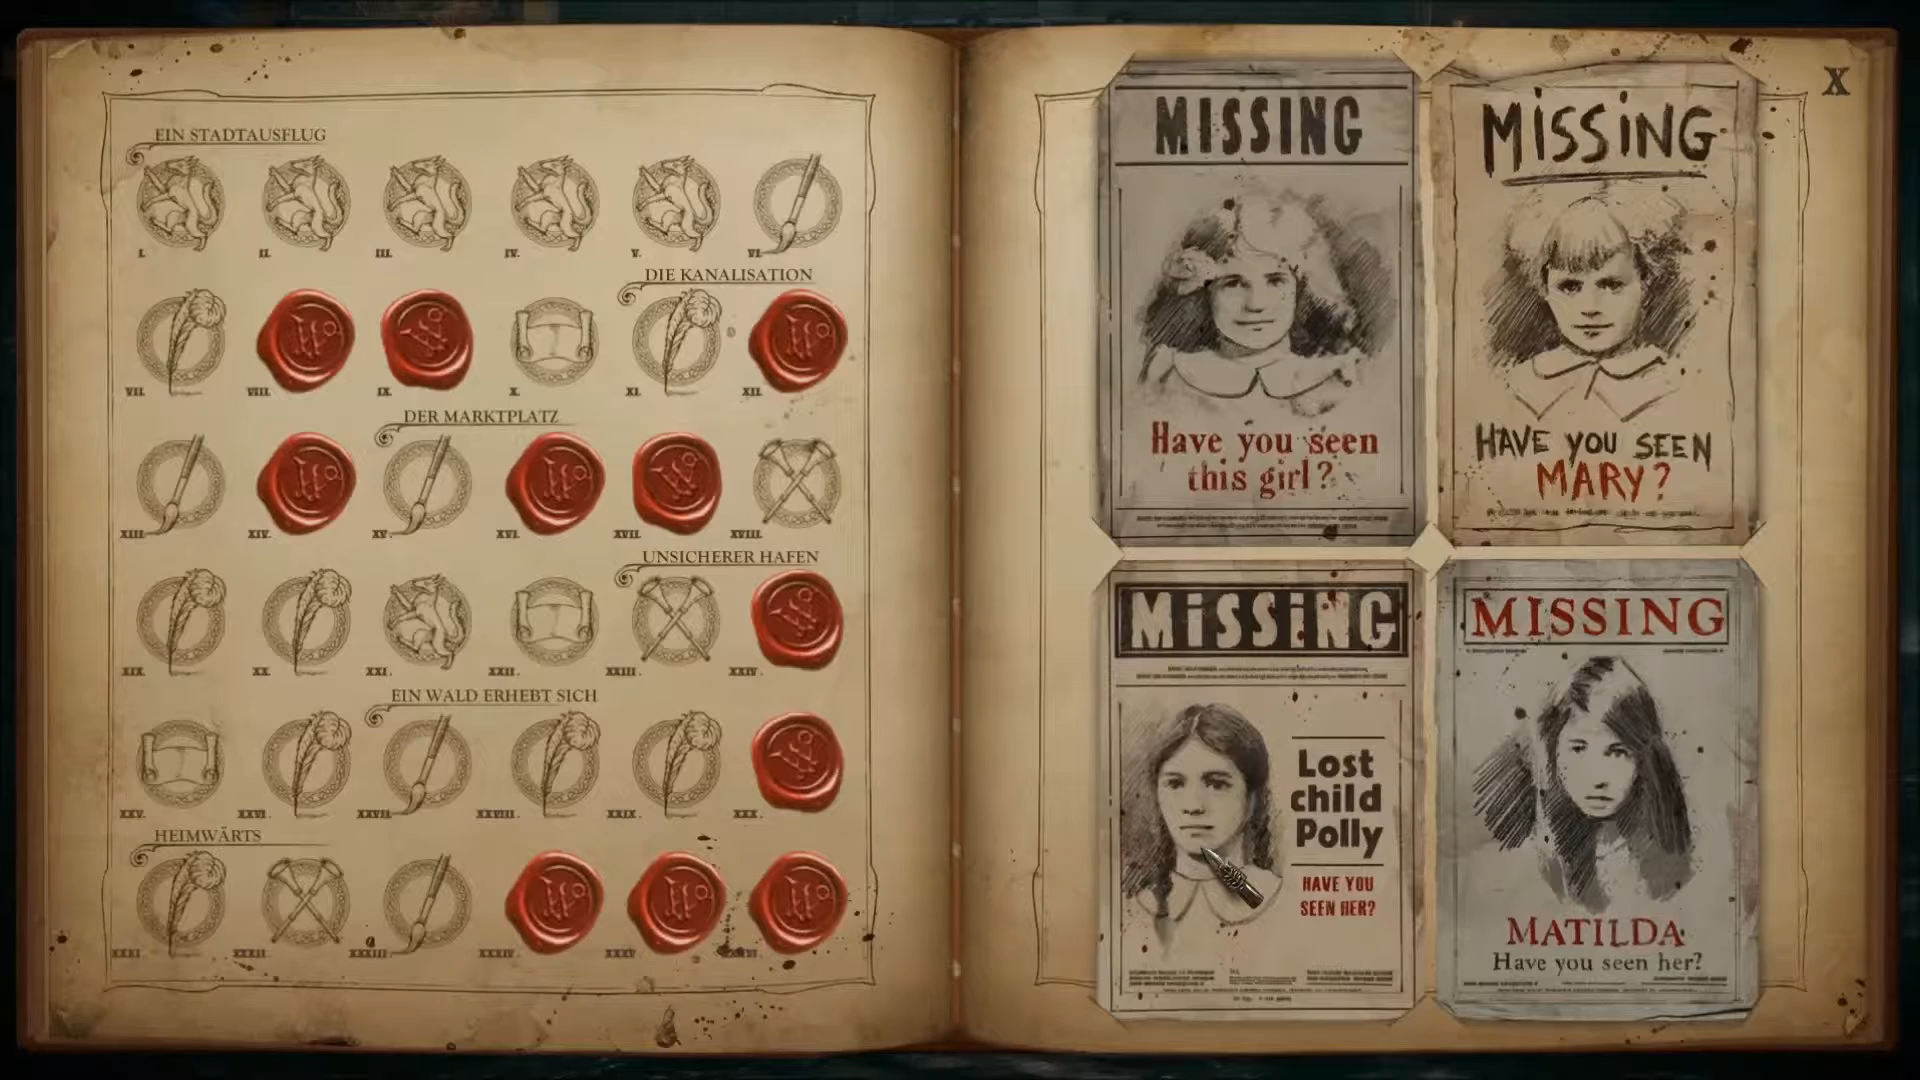 EIN STADTAUSFLUG
I. II. III. IV. V. VI.
DIE KANALISATION
VII. VIII. IX. X. XI. XII.
DER MARKTPLATZ
XIII. XIV. XV. XVI. XVII. XVIII.
UNSICHERER HAFEN
XIX. XX. XXI. XXII. XXIII. XXIV.
EIN WALD ERHEBT SICH
XXV. XXVI. XXVII. XXVIII. XXIX. XXX.
HEIMWÄRTS
XXXI. XXXII. XXXIII. XXXIV. XXXV.
X
MISSING
Have you seen
this girl?
MISSiNG
HAVE YOU SEEN
MARY?
MiSSiNG
Lost
child
Polly
HAVE YOU
SEEN HER?
MISSING
MATILDA
Have you seen her?